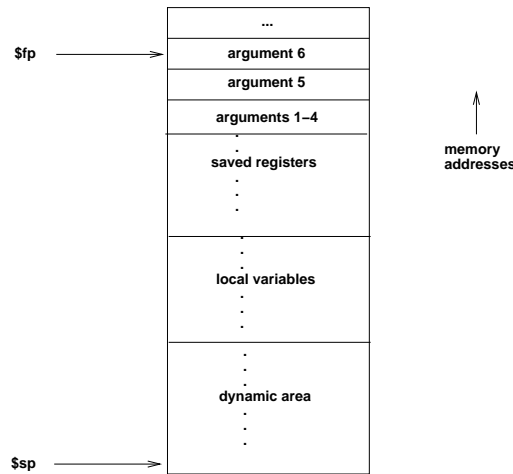 ...
$fp
argument 6
argument 5
arguments 1−4
saved registers
memory
addresses
local variables
dynamic area
$sp